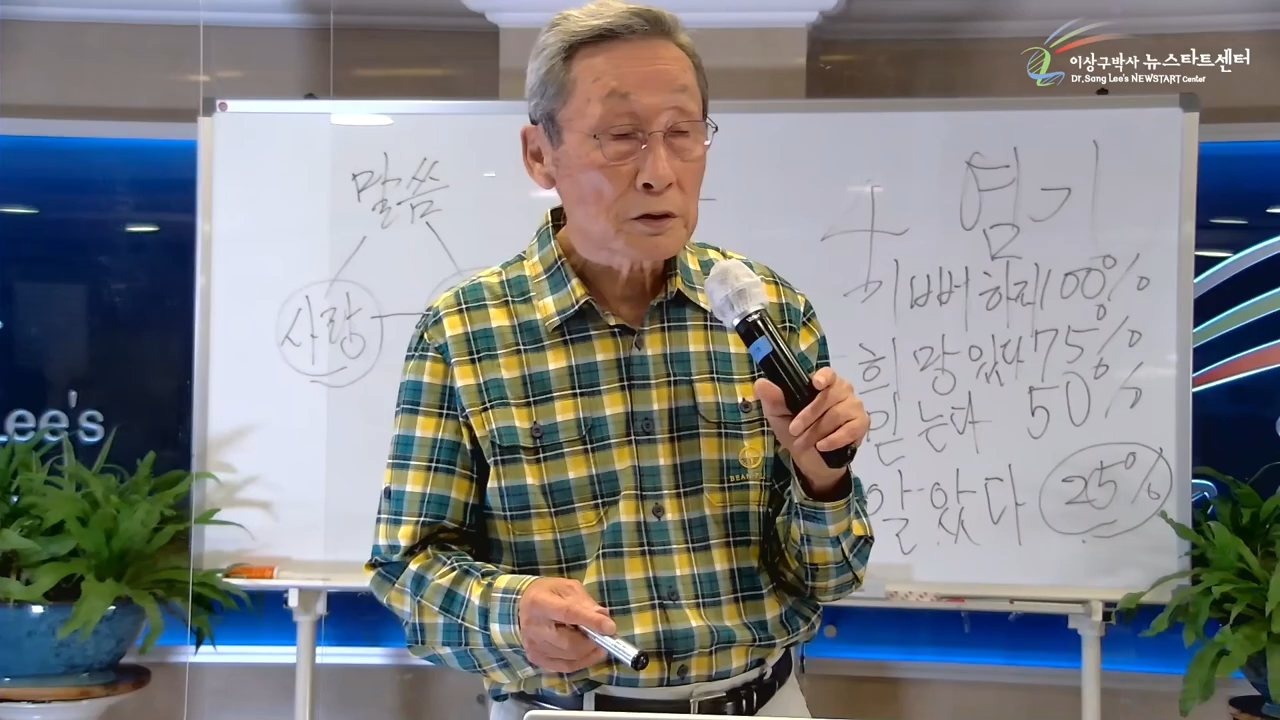 이상구박사 뉴스타트센터
Dr. Sang Lee's NEWSTART Center
말씀
사랑
엽기
기뻐하라 100%
희망있다 75%
믿는다 50%
알았다 25%
Lee's